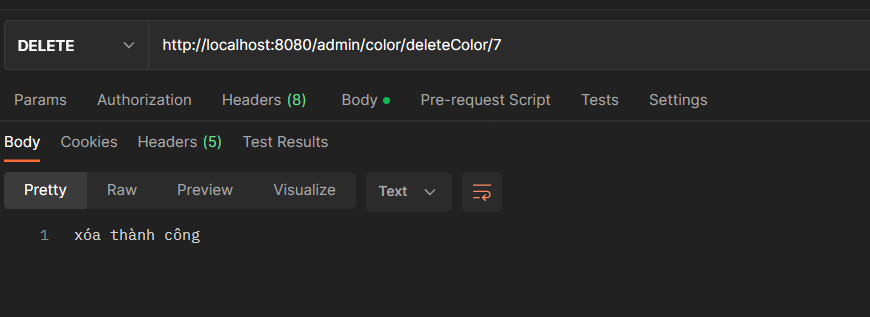 DELETE http://localhost:8080/admin/color/deleteColor/7
Params Authorization Headers (8) Body Pre-request Script Tests Settings
Body Cookies Headers (5) Test Results
Pretty Raw Preview Visualize Text
1 xóa thành công